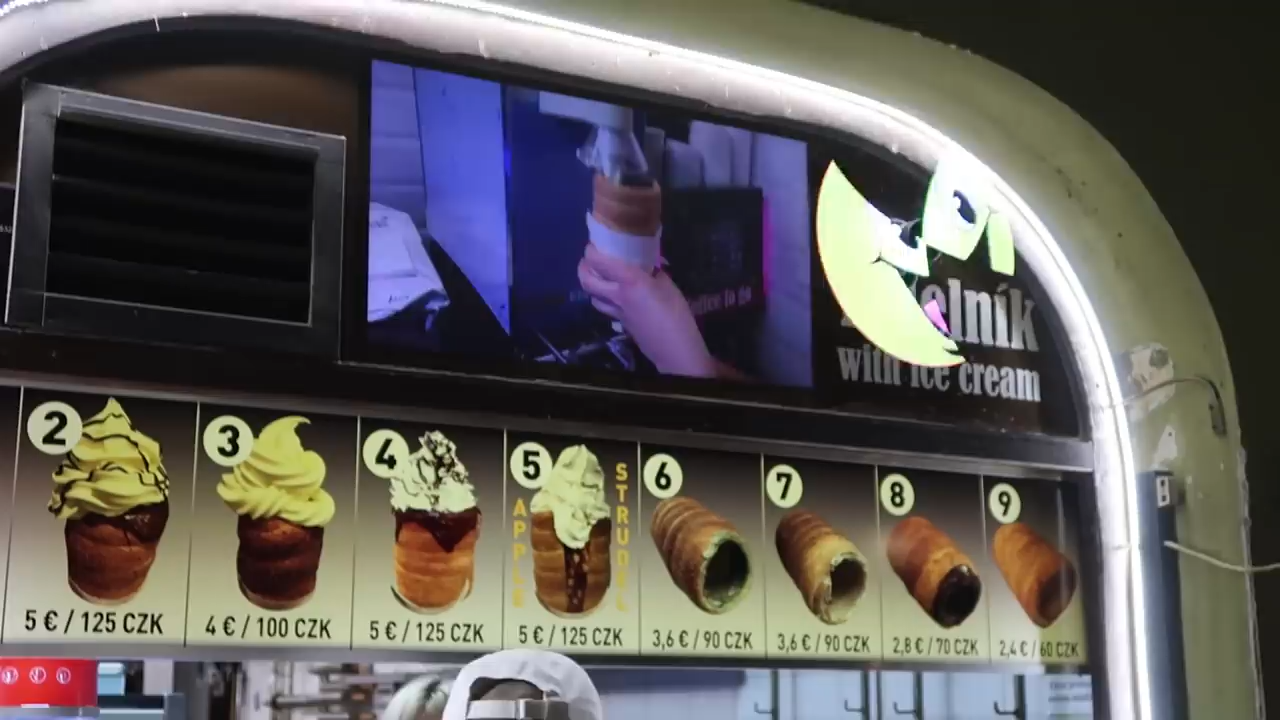 elník
with ice cream
2
3
4
5
6
7
8
9
APPLE
STRUDEL
5 € / 125 CZK
4 € / 100 CZK
5 € / 125 CZK
5 € / 125 CZK
3,6 € / 90 CZK
3,6 € / 90 CZK
2,8 € / 70 CZK
2,4 € / 60 CZK